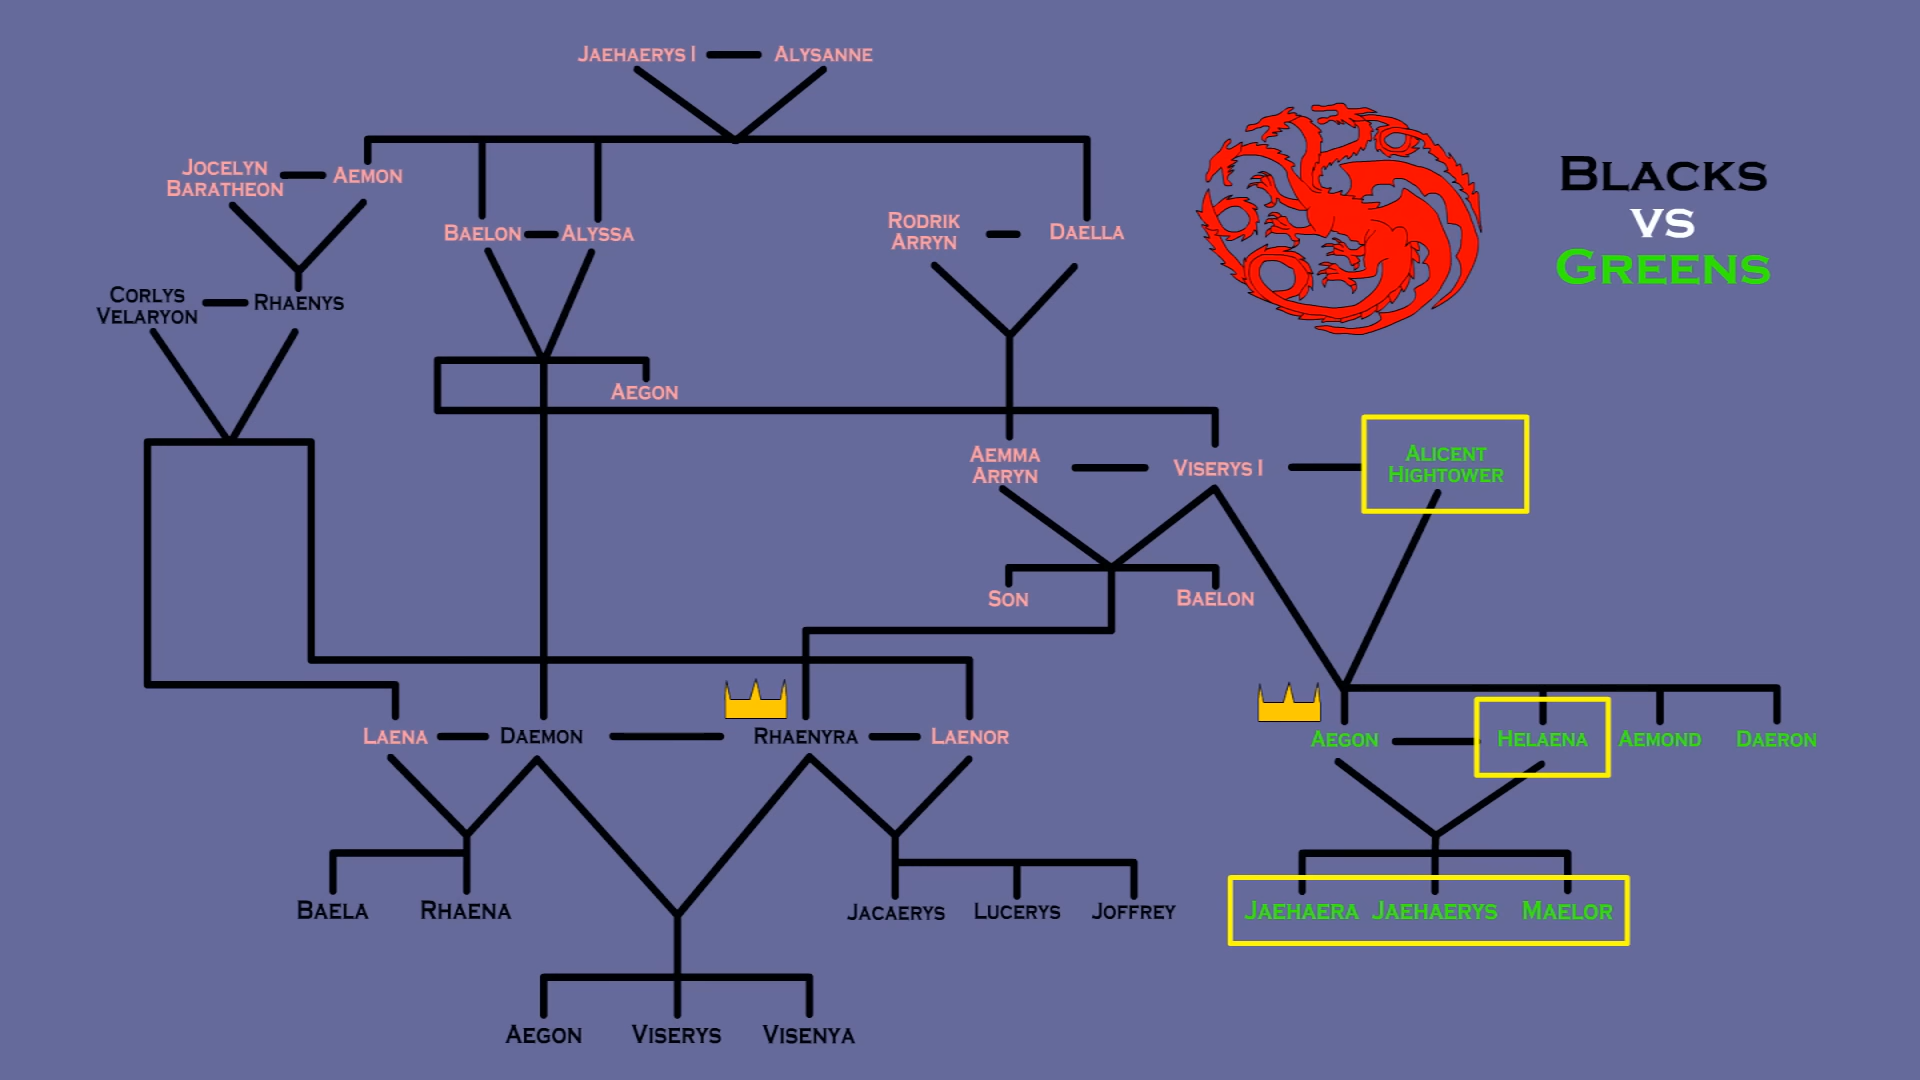 Jaehaerys I
Alysanne
Blacks
vs
Greens
Jocelyn
Baratheon
Aemon
Baelon
Alyssa
Rodrik
Arryn
Daella
Corlys
Velaryon
Rhaenys
Aegon
Aemma
Arryn
Viserys I
Alicent
Hightower
Son
Baelon
Laena
Daemon
Rhaenyra
Laenor
Aegon
Helaena
Aemond
Daeron
Baela
Rhaena
Jacaerys
Lucerys
Joffrey
Jaehaera
Jaehaerys
Maelor
Aegon
Viserys
Visenya